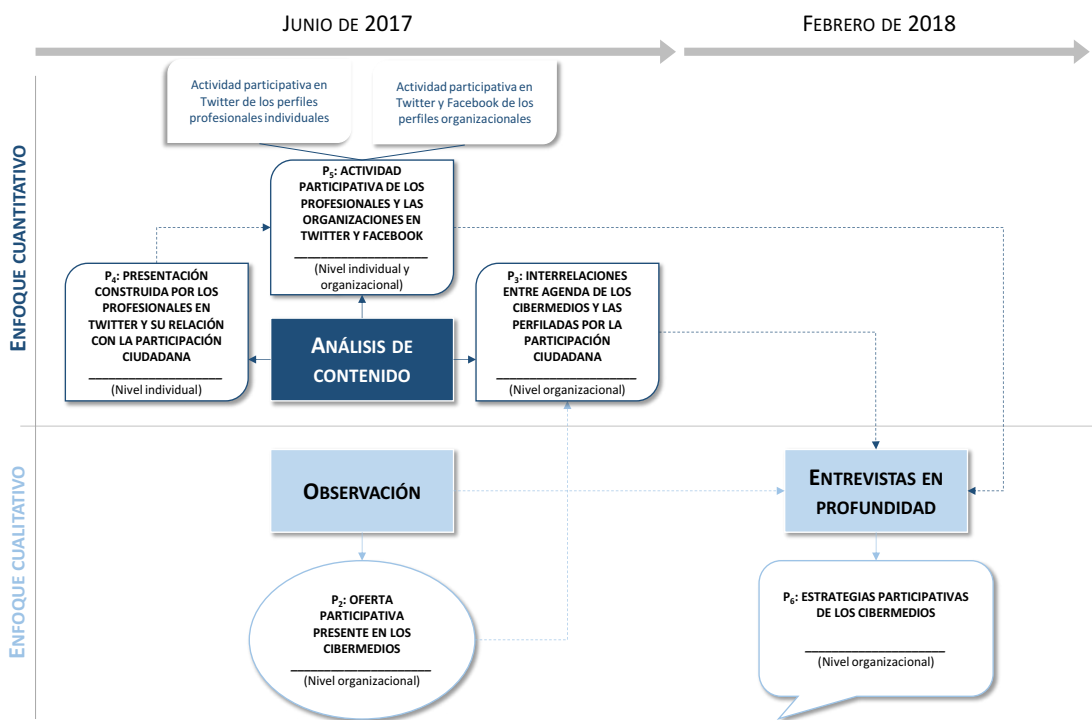 JUNIO DE 2017
FEBRERO DE 2018
ENFOQUE CUANTITATIVO
Actividad participativa en
Twitter de los perfiles
profesionales individuales
Actividad participativa en
Twitter y Facebook de los
perfiles organizacionales
P5: ACTIVIDAD
PARTICIPATIVA DE LOS
PROFESIONALES Y LAS
ORGANIZACIONES EN
TWITTER Y FACEBOOK
(Nivel individual y
organizacional)
P4: PRESENTACIÓN
CONSTRUIDA POR LOS
PROFESIONALES EN
TWITTER Y SU RELACIÓN
CON LA PARTICIPACIÓN
CIUDADANA
(Nivel individual)
ANÁLISIS DE
CONTENIDO
P3: INTERRELACIONES
ENTRE AGENDA DE LOS
CIBERMEDIOS Y LAS
PERFILADAS POR LA
PARTICIPACIÓN
CIUDADANA
(Nivel organizacional)
ENFOQUE CUALITATIVO
OBSERVACIÓN
ENTREVISTAS EN
PROFUNDIDAD
P2: OFERTA
PARTICIPATIVA
PRESENTE EN LOS
CIBERMEDIOS
(Nivel organizacional)
P6: ESTRATEGIAS PARTICIPATIVAS
DE LOS CIBERMEDIOS
(Nivel organizacional)